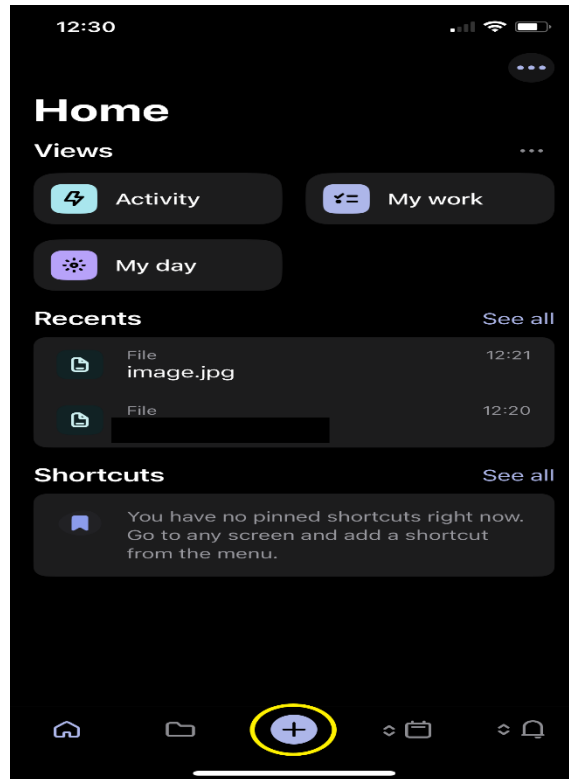 12:30
Home
Views
Activity
My work
My day
Recents
See all
File
12:21
image.jpg
File
12:20
Shortcuts
See all
You have no pinned shortcuts right now.
Go to any screen and add a shortcut
from the menu.